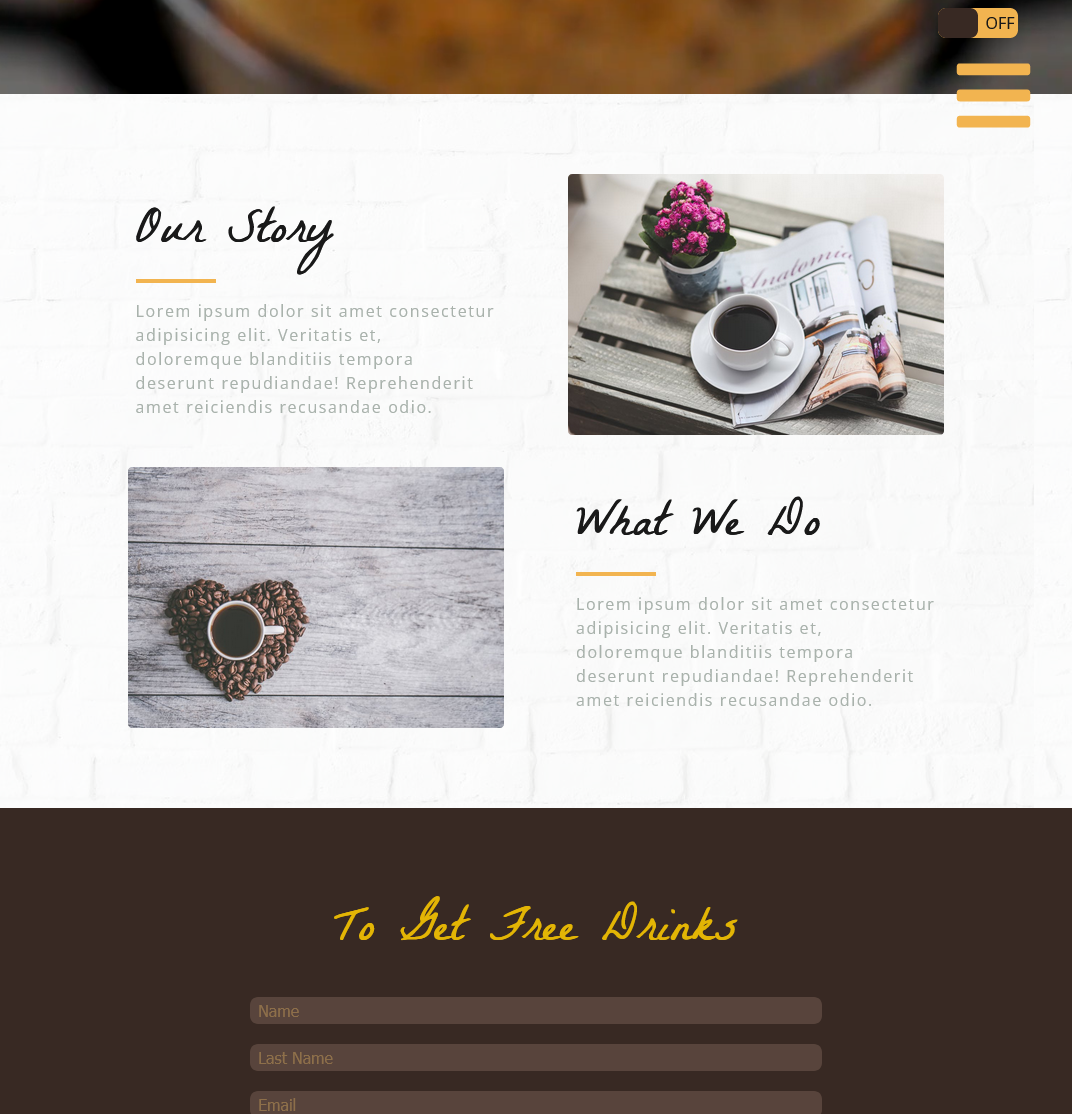 OFF
Our Story
Lorem ipsum dolor sit amet consectetur
adipisicing elit. Veritatis et,
doloremque blanditiis tempora
deserunt repudiandae! Reprehenderit
amet reiciendis recusandae odio.
Anatomia
What We Do
Lorem ipsum dolor sit amet consectetur
adipisicing elit. Veritatis et,
doloremque blanditiis tempora
deserunt repudiandae! Reprehenderit
amet reiciendis recusandae odio.
To Get Free Drinks
Name
Last Name
Email